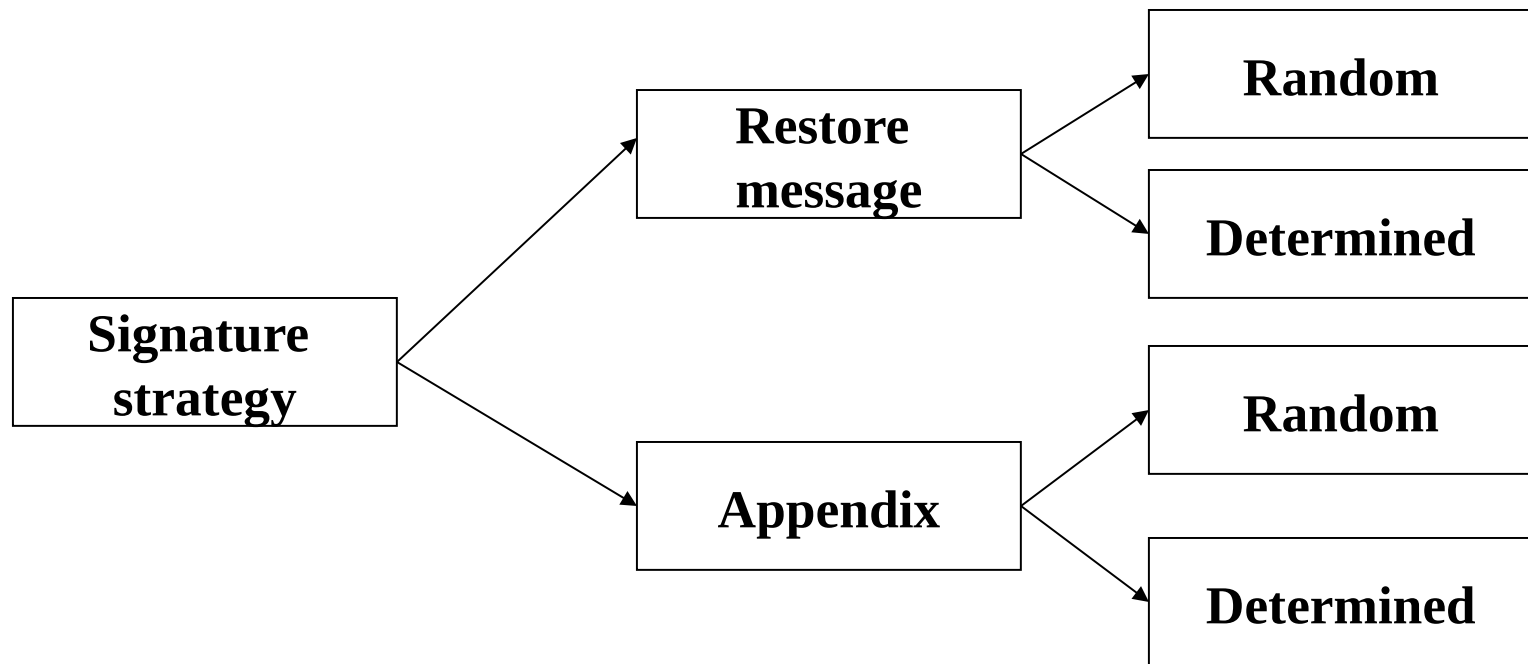 Signature
strategy
Restore
message
Appendix
Random
Determined
Random
Determined